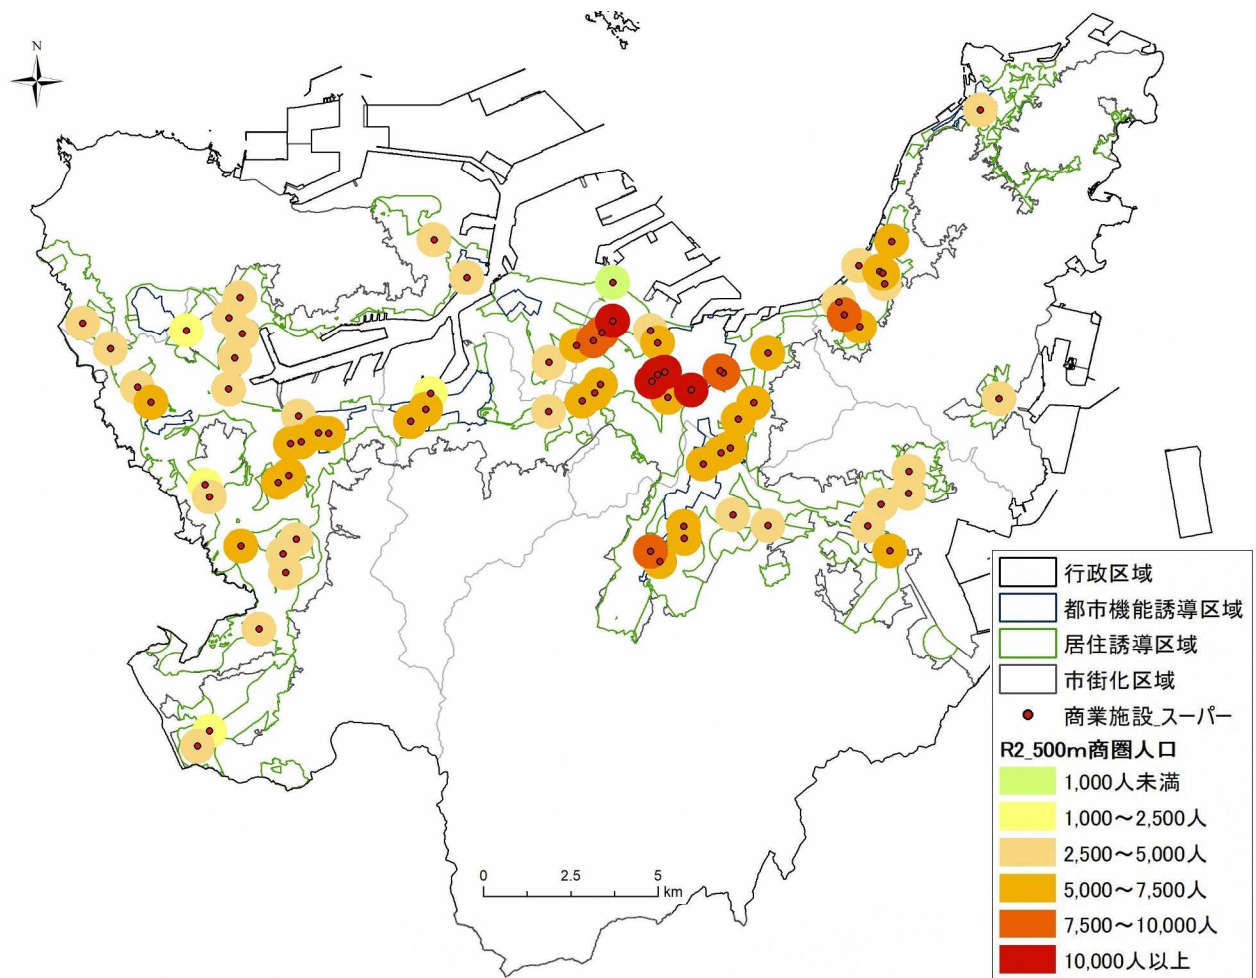 N
0 2.5 5
km
行政区域
都市機能誘導区域
居住誘導区域
市街化区域
商業施設_スーパー
R2_500m商圏人口
1,000人未満
1,000～2,500人
2,500～5,000人
5,000～7,500人
7,500～10,000人
10,000人以上